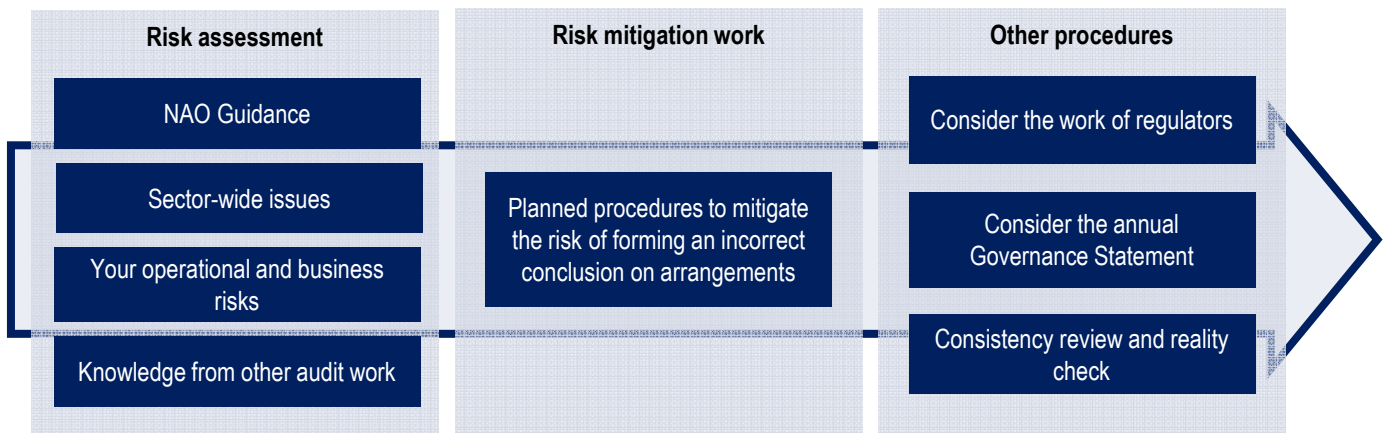 Risk assessment
NAO Guidance
Sector-wide issues
Your operational and business
risks
Knowledge from other audit work
Risk mitigation work
Planned procedures to mitigate
the risk of forming an incorrect
conclusion on arrangements
Other procedures
Consider the work of regulators
Consider the annual
Governance Statement
Consistency review and reality
check